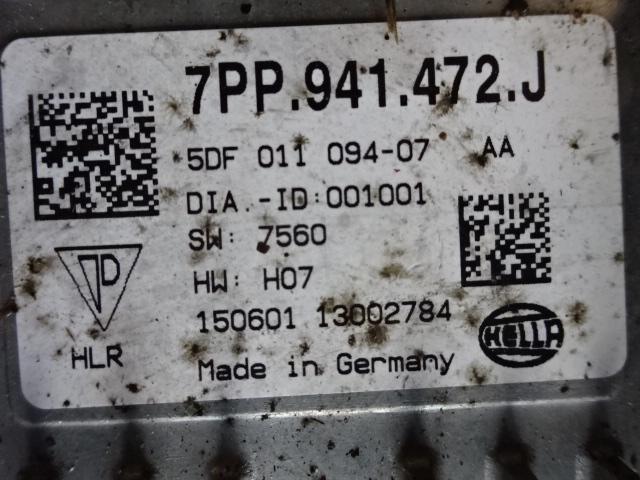 7PP.941.472.J
5DF 011 094-07 AA
DIA.-ID:001001
SW: 7560
HW: H07
150601 13002784
D
HLR
HELLA
Made in Germany